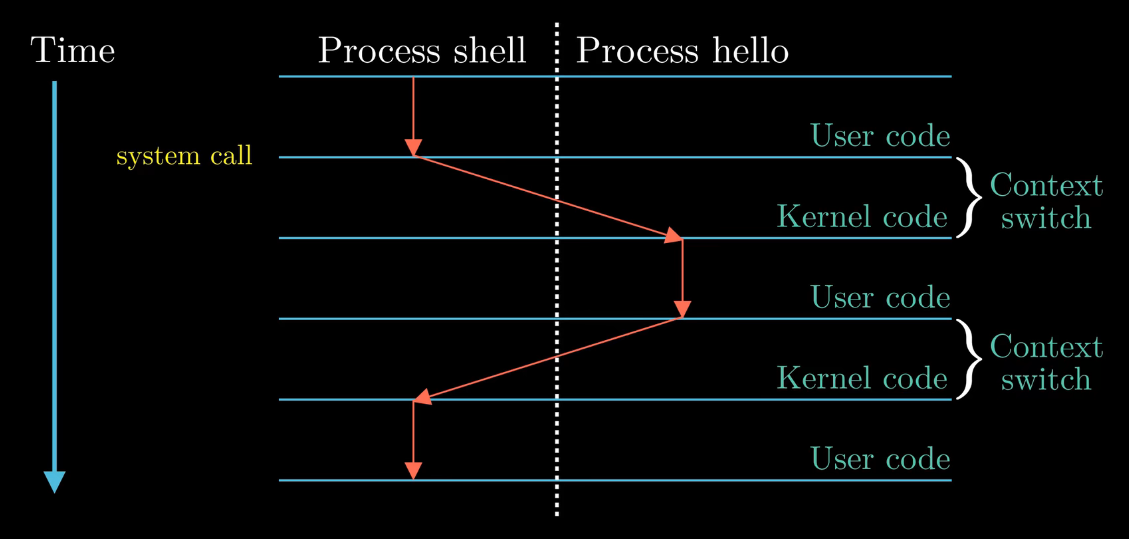 Time
Process shell
Process hello
User code
system call
Context
switch
Kernel code
User code
Context
switch
Kernel code
User code